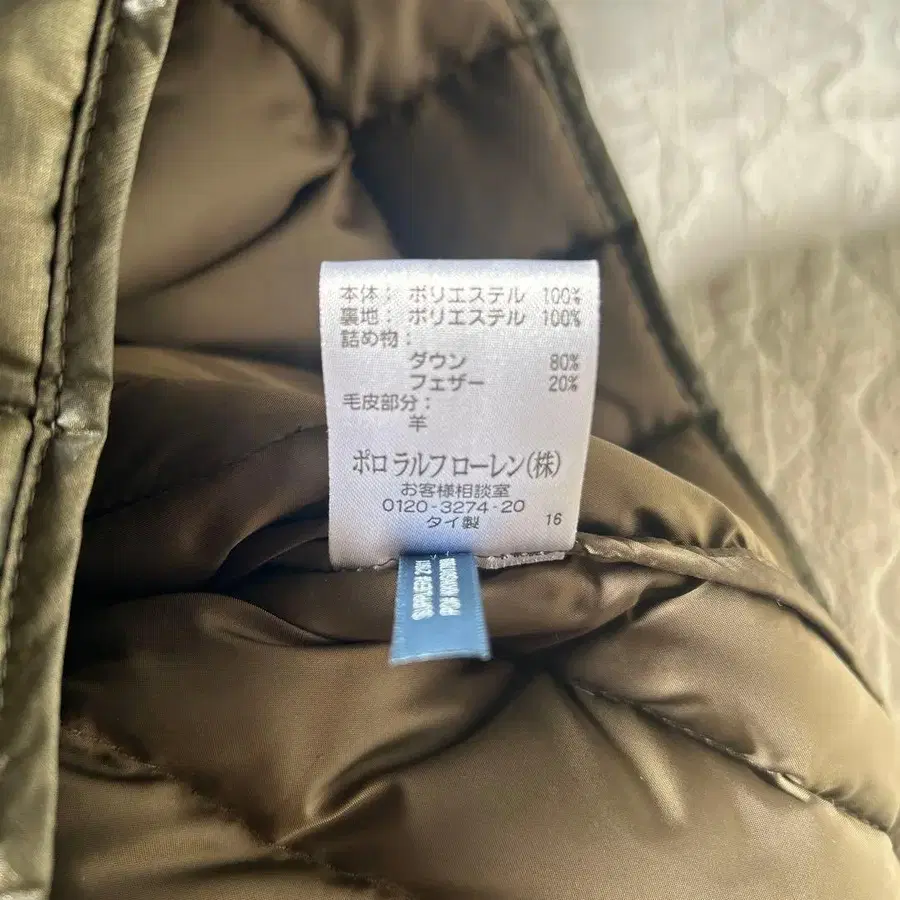 本体： ポリエステル 100%
裏地： ポリエステル 100%
詰め物：
ダウン 80%
フェザー 20%
毛皮部分：
羊
ポロ ラルフ ローレン(株)
お客様相談室
0120-3274-20
タイ製 16